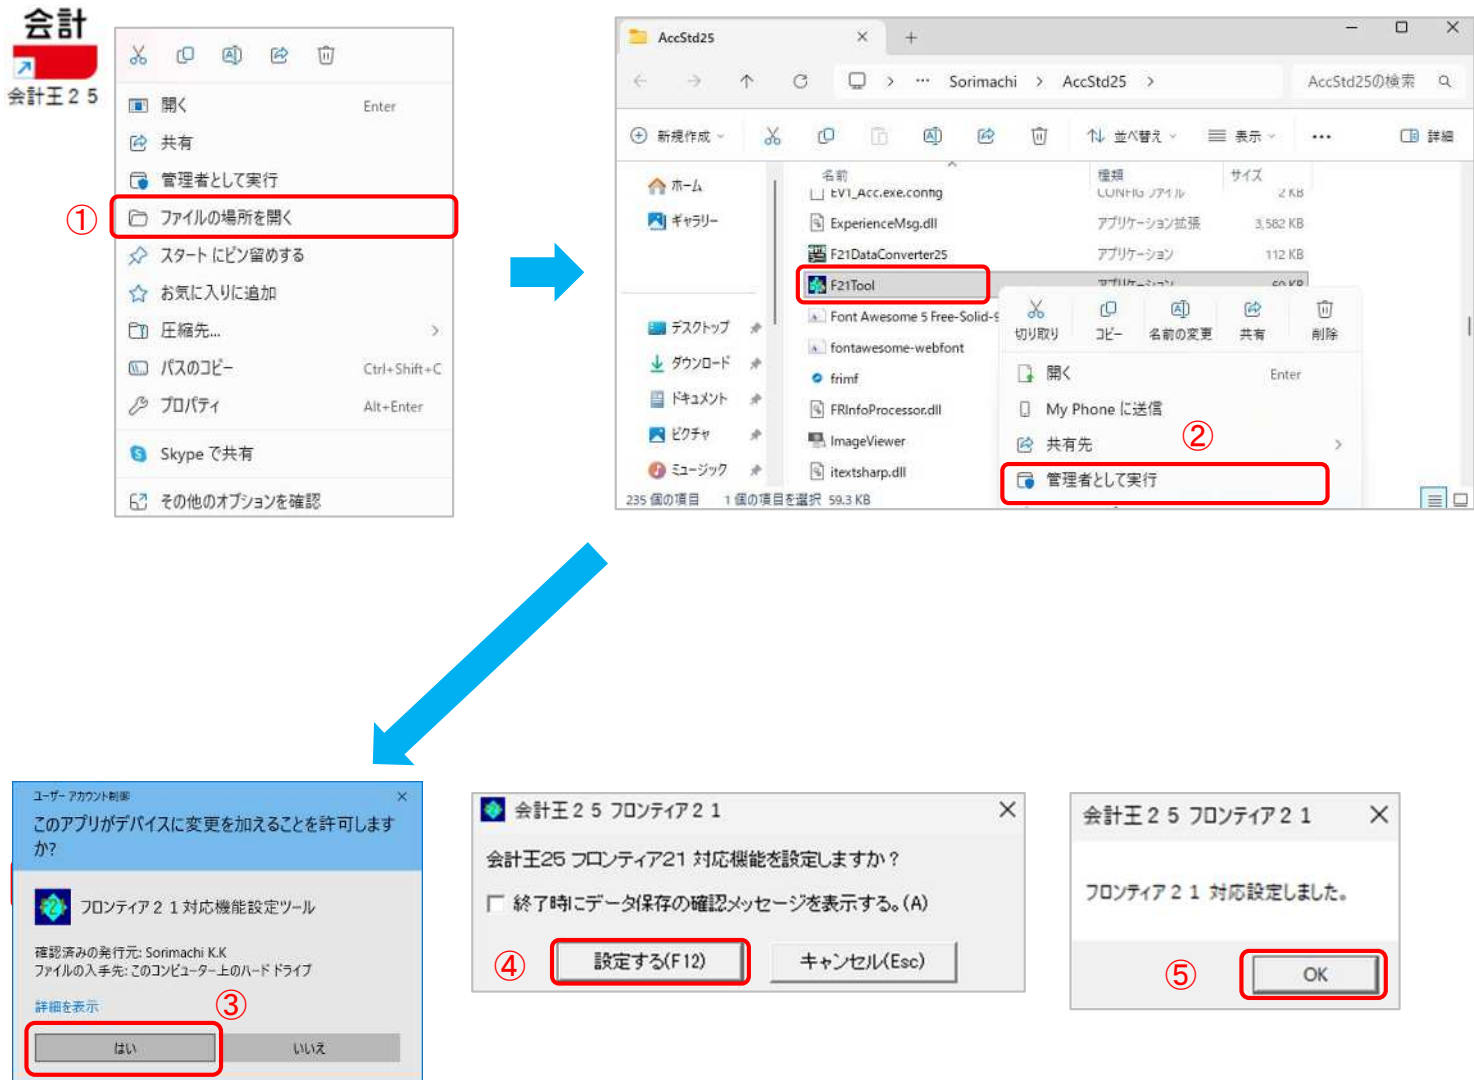 会計
会計王２５
開く Enter
共有
管理者として実行
① ファイルの場所を開く
スタート にピン留めする
お気に入りに追加
圧縮先...
パスのコピー Ctrl+Shift+C
プロパティ Alt+Enter
Skype で共有
その他のオプションを確認
AccStd25
Sorimachi > AccStd25 > AccStd25の検索
新規作成 並べ替え 表示 ... 詳細
名前 種類 サイズ
ホーム
ギャラリー
デスクトップ
ダウンロード
ドキュメント
ピクチャ
ミュージック
EV1_Acc.exe.config CONFIG ファイル 2 KB
ExperienceMsg.dll アプリケーション拡張 3,582 KB
F21DataConverter25 アプリケーション 112 KB
F21Tool アプリケーション 60 KB
Font Awesome 5 Free-Solid-9
fontawesome-webfont
frimf
FRInfoProcessor.dll
ImageViewer
itextsharp.dll
切り取り コピー 名前の変更 共有 削除
開く Enter
My Phone に送信
共有先
②
管理者として実行
235 個の項目 1 個の項目を選択 59.3 KB
ユーザー アカウント制御
このアプリがデバイスに変更を加えることを許可します
か?
フロンティア２１対応機能設定ツール
確認済みの発行元: Sorimachi K.K
ファイルの入手先: このコンピューター上のハード ドライブ
詳細を表示
③
はい いいえ
会計王２５ フロンティア２１
会計王25 フロンティア21 対応機能を設定しますか？
終了時にデータ保存の確認メッセージを表示する。(A)
④ 設定する(F12) キャンセル(Esc)
会計王２５ フロンティア２１
フロンティア２１ 対応設定しました。
⑤ OK